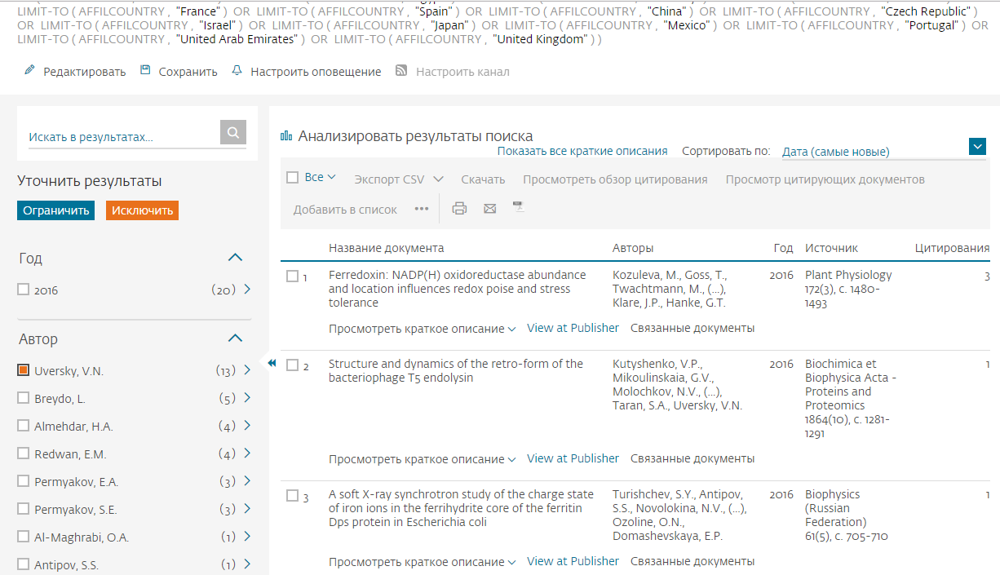 LIMIT-TO ( AFFILCOUNTRY , "France" ) OR LIMIT-TO ( AFFILCOUNTRY , "Spain" ) OR LIMIT-TO ( AFFILCOUNTRY , "China" ) OR LIMIT-TO ( AFFILCOUNTRY , "Czech Republic" )
OR LIMIT-TO ( AFFILCOUNTRY , "Israel" ) OR LIMIT-TO ( AFFILCOUNTRY , "Japan" ) OR LIMIT-TO ( AFFILCOUNTRY , "Mexico" ) OR LIMIT-TO ( AFFILCOUNTRY , "Portugal" ) OR
LIMIT-TO ( AFFILCOUNTRY , "United Arab Emirates" ) OR LIMIT-TO ( AFFILCOUNTRY , "United Kingdom" ) )
Редактировать Сохранить Настроить оповещение Настроить канал
Искать в результатах...
Уточнить результаты
Ограничить Исключить
Год
2016 (20)
Автор
Uversky, V.N. (13)
Breydo, L. (5)
Almehdar, H.A. (4)
Redwan, E.M. (4)
Permyakov, E.A. (3)
Permyakov, S.E. (3)
Al-Maghrabi, O.A. (1)
Antipov, S.S. (1)
Анализировать результаты поиска
Показать все краткие описания Сортировать по: Дата (самые новые)
Все Экспорт CSV Скачать Просмотреть обзор цитирования Просмотр цитирующих документов
Добавить в список •••
Название документа Авторы Год Источник Цитирования
1 Ferredoxin: NADP(H) oxidoreductase abundance Kozuleva, M., Goss, T., 2016 Plant Physiology 3
and location influences redox poise and stress Twachtmann, M., (...), 172(3), с. 1480-
tolerance Klare, J.P., Hanke, G.T. 1493
Просмотреть краткое описание View at Publisher Связанные документы
2 Structure and dynamics of the retro-form of the Kutyshenko, V.P., 2016 Biochimica et 1
bacteriophage T5 endolysin Mikoulinskaia, G.V., Biophysica Acta -
Molochkov, N.V., (...), Proteins and
Taran, S.A., Uversky, V.N. Proteomics
1864(10), с. 1281-
1291
Просмотреть краткое описание View at Publisher Связанные документы
3 A soft X-ray synchrotron study of the charge state Turishchev, S.Y., Antipov, 2016 Biophysics 1
of iron ions in the ferrihydrite core of the ferritin S.S., Novolokina, N.V., (...), (Russian
Dps protein in Escherichia coli Ozoline, O.N., Federation)
Domashevskaya, E.P. 61(5), с. 705-710
Просмотреть краткое описание View at Publisher Связанные документы